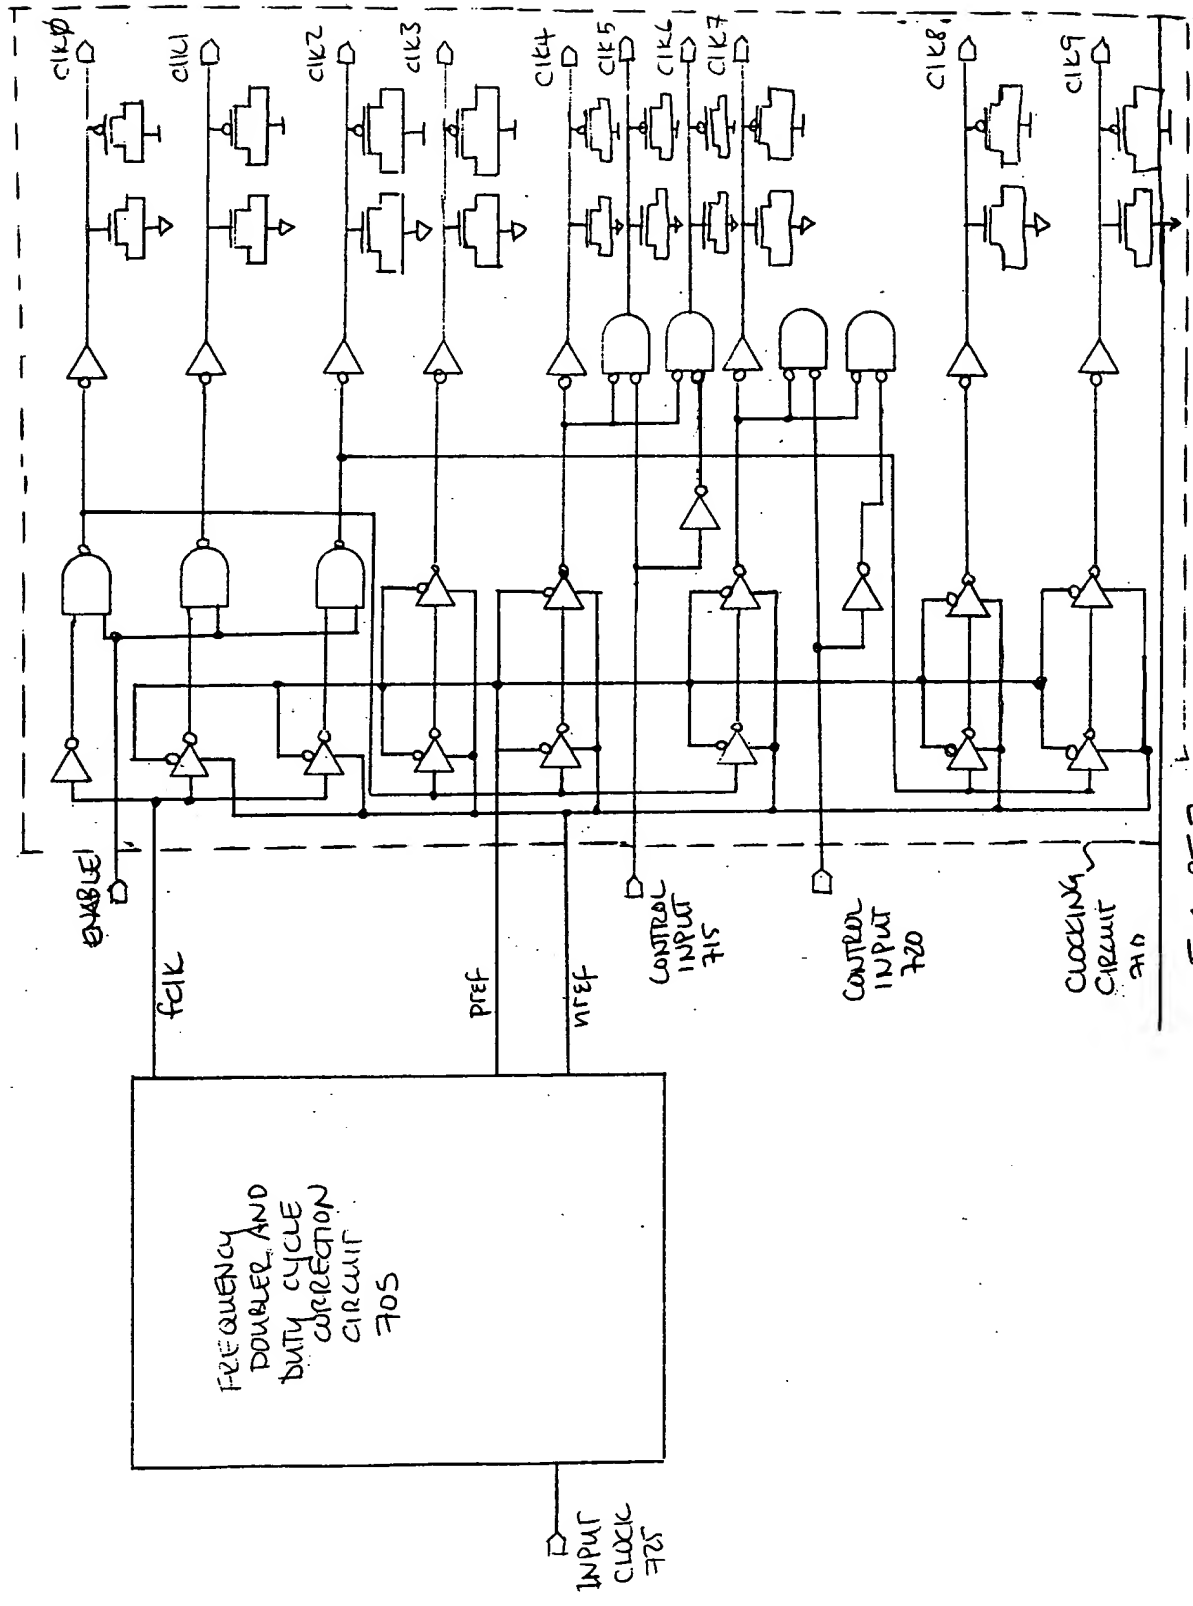 clkø
clk1
clk2
clk3
clk4
clk5
clk6
clk7
clk8
clk9
ENABLE
fclk
pref
nref
CONTROL
INPUT
715
CONTROL
INPUT
720
CLOCKING
CIRCUIT
710
FREQUENCY
DOUBLER AND
DUTY CYCLE
CORRECTION
CIRCUIT
705
INPUT
CLOCK
725